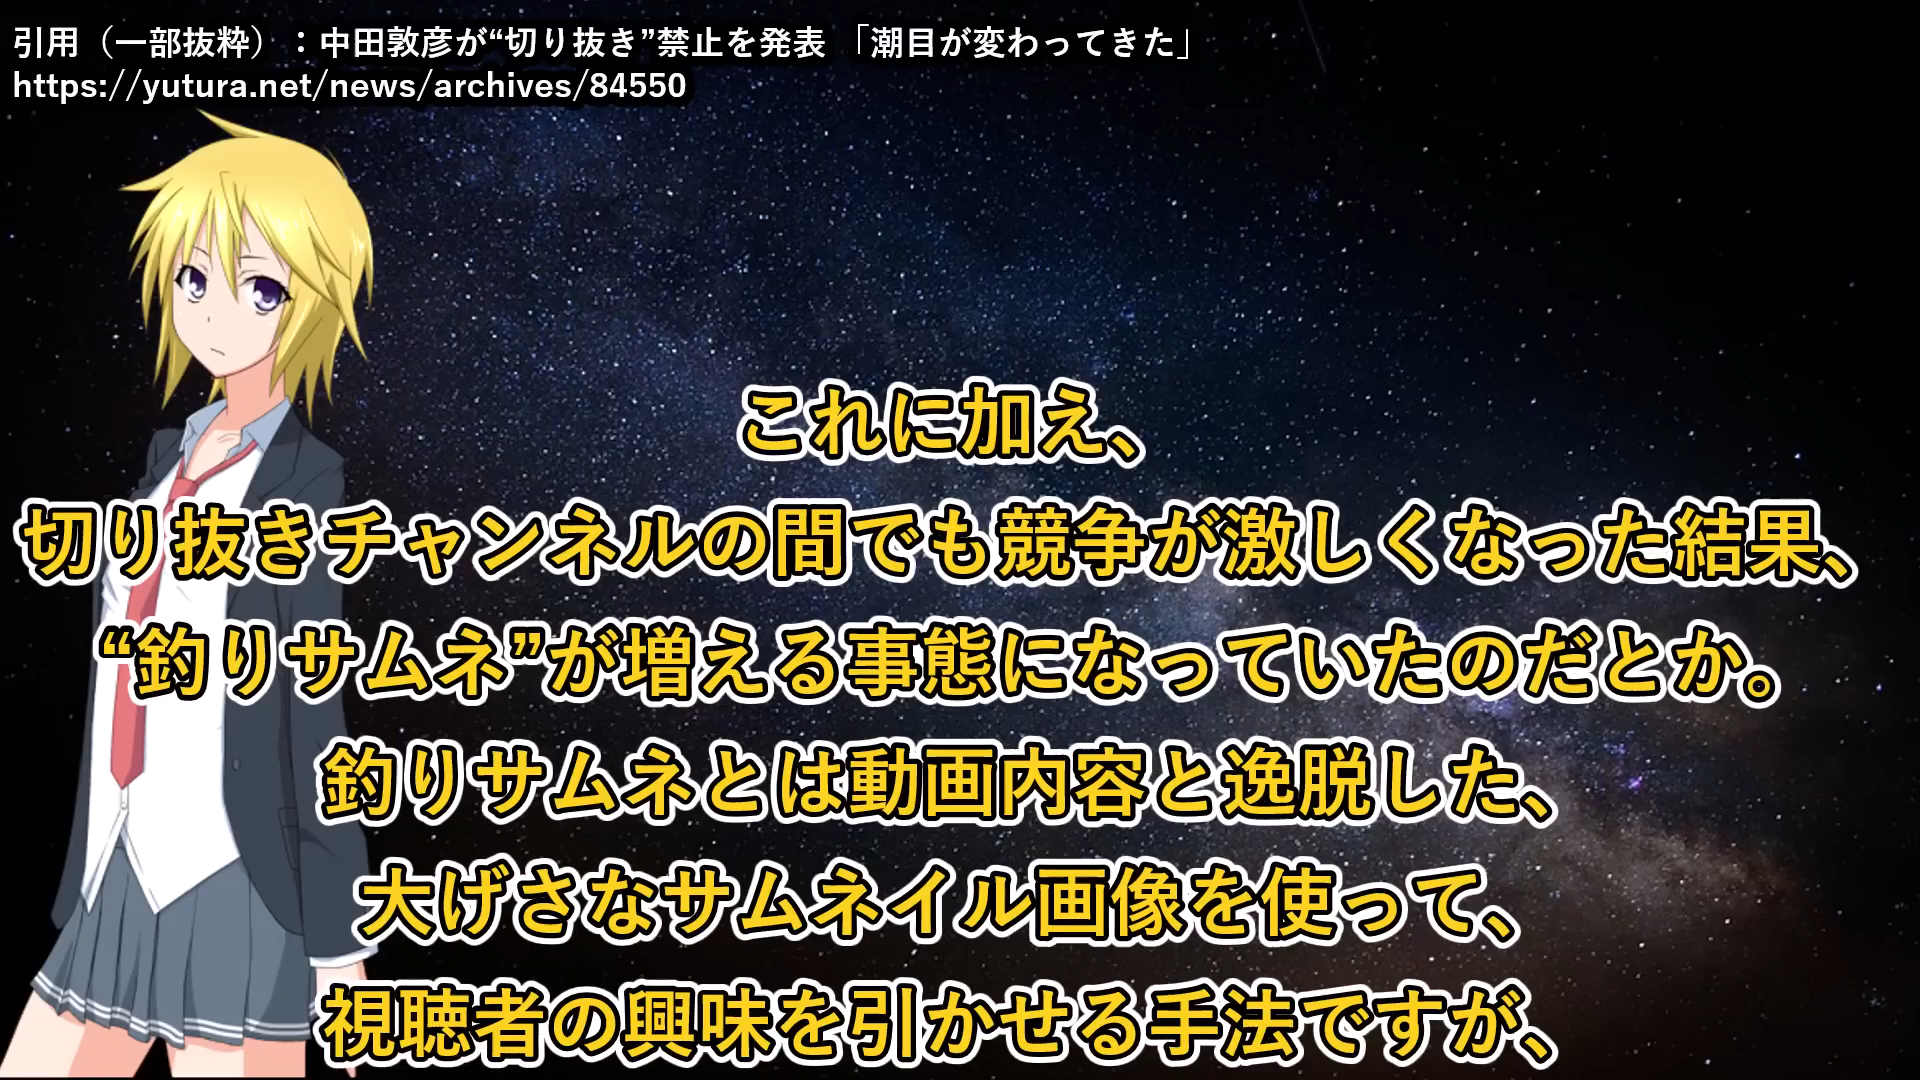 引用（一部抜粋）：中田敦彦が“切り抜き”禁止を発表 「潮目が変わってきた」
https://yutura.net/news/archives/84550
これに加え、
切り抜きチャンネルの間でも競争が激しくなった結果、
“釣りサムネ”が増える事態になっていたのだとか。
釣りサムネとは動画内容と逸脱した、
大げさなサムネイル画像を使って、
視聴者の興味を引かせる手法ですが、